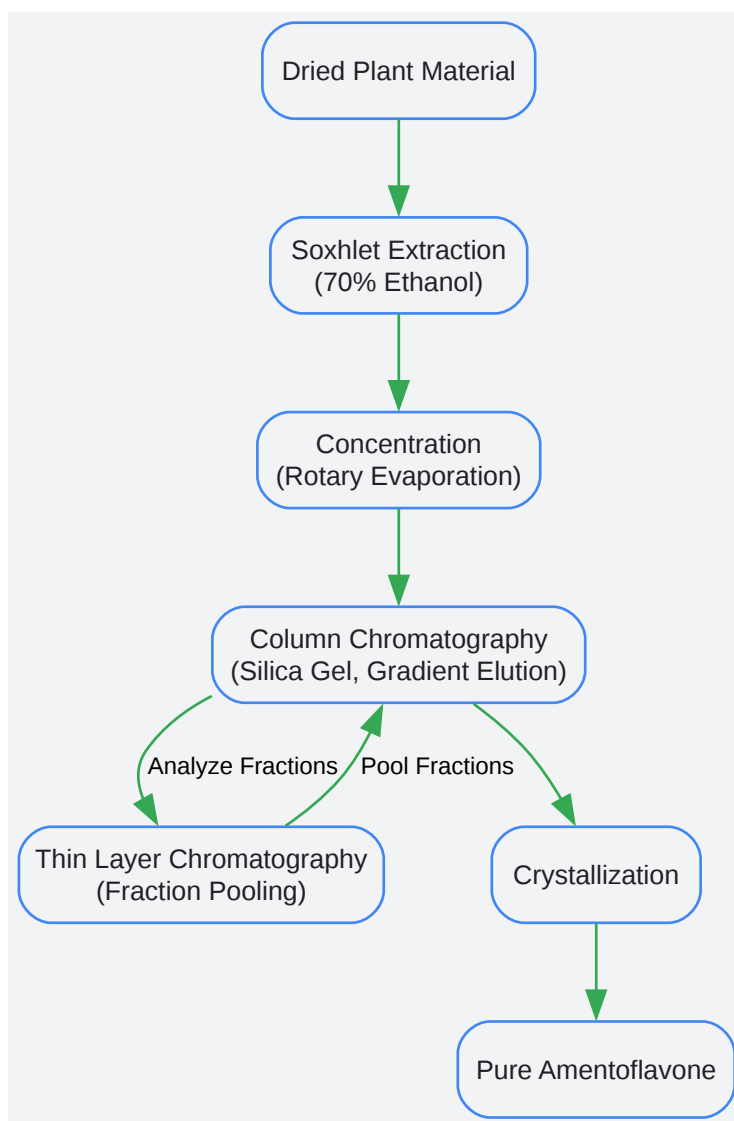 Dried Plant Material
Soxhlet Extraction
(70% Ethanol)
Concentration
(Rotary Evaporation)
Column Chromatography
(Silica Gel, Gradient Elution)
Analyze Fractions
Pool Fractions
Thin Layer Chromatography
(Fraction Pooling)
Crystallization
Pure Amentoflavone